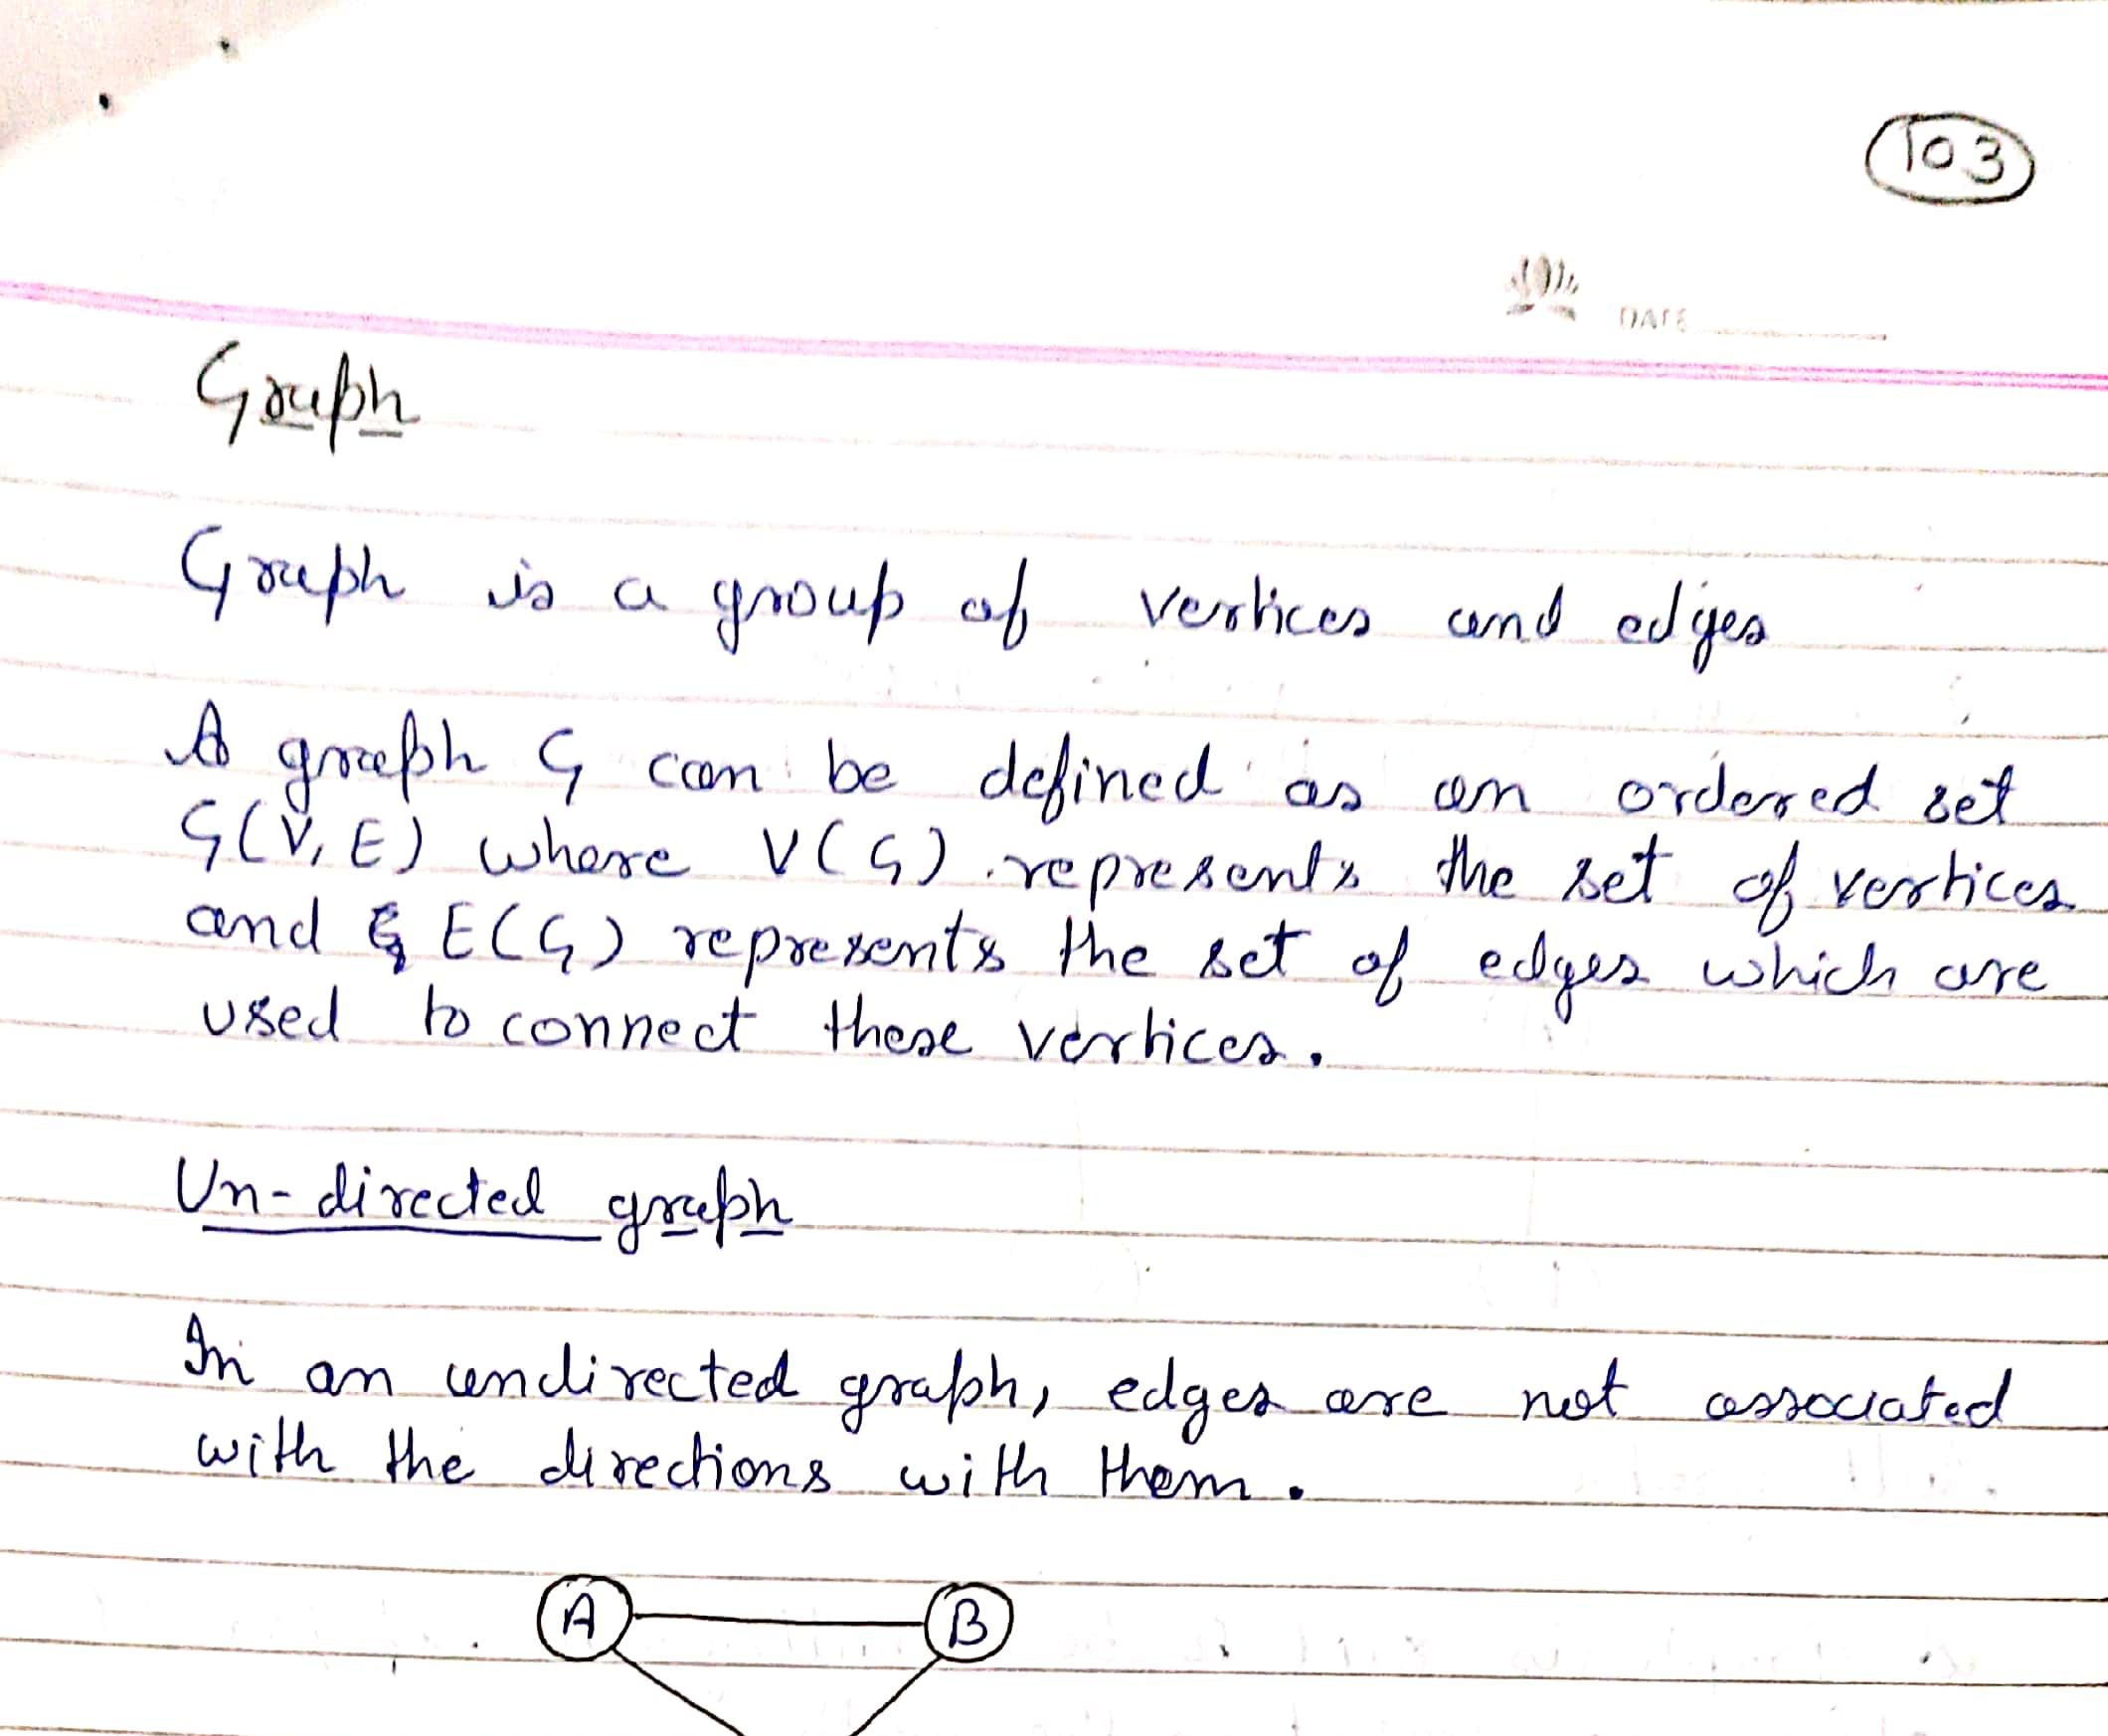 103
DATE
Graph
Graph is a group of vertices and edges
A graph G can be defined as an ordered set
G(V, E) where V(G) represents the set of vertices
and E(G) represents the set of edges which are
used to connect these vertices.
Un-directed graph
In an undirected graph, edges are not associated
with the directions with them.
A B